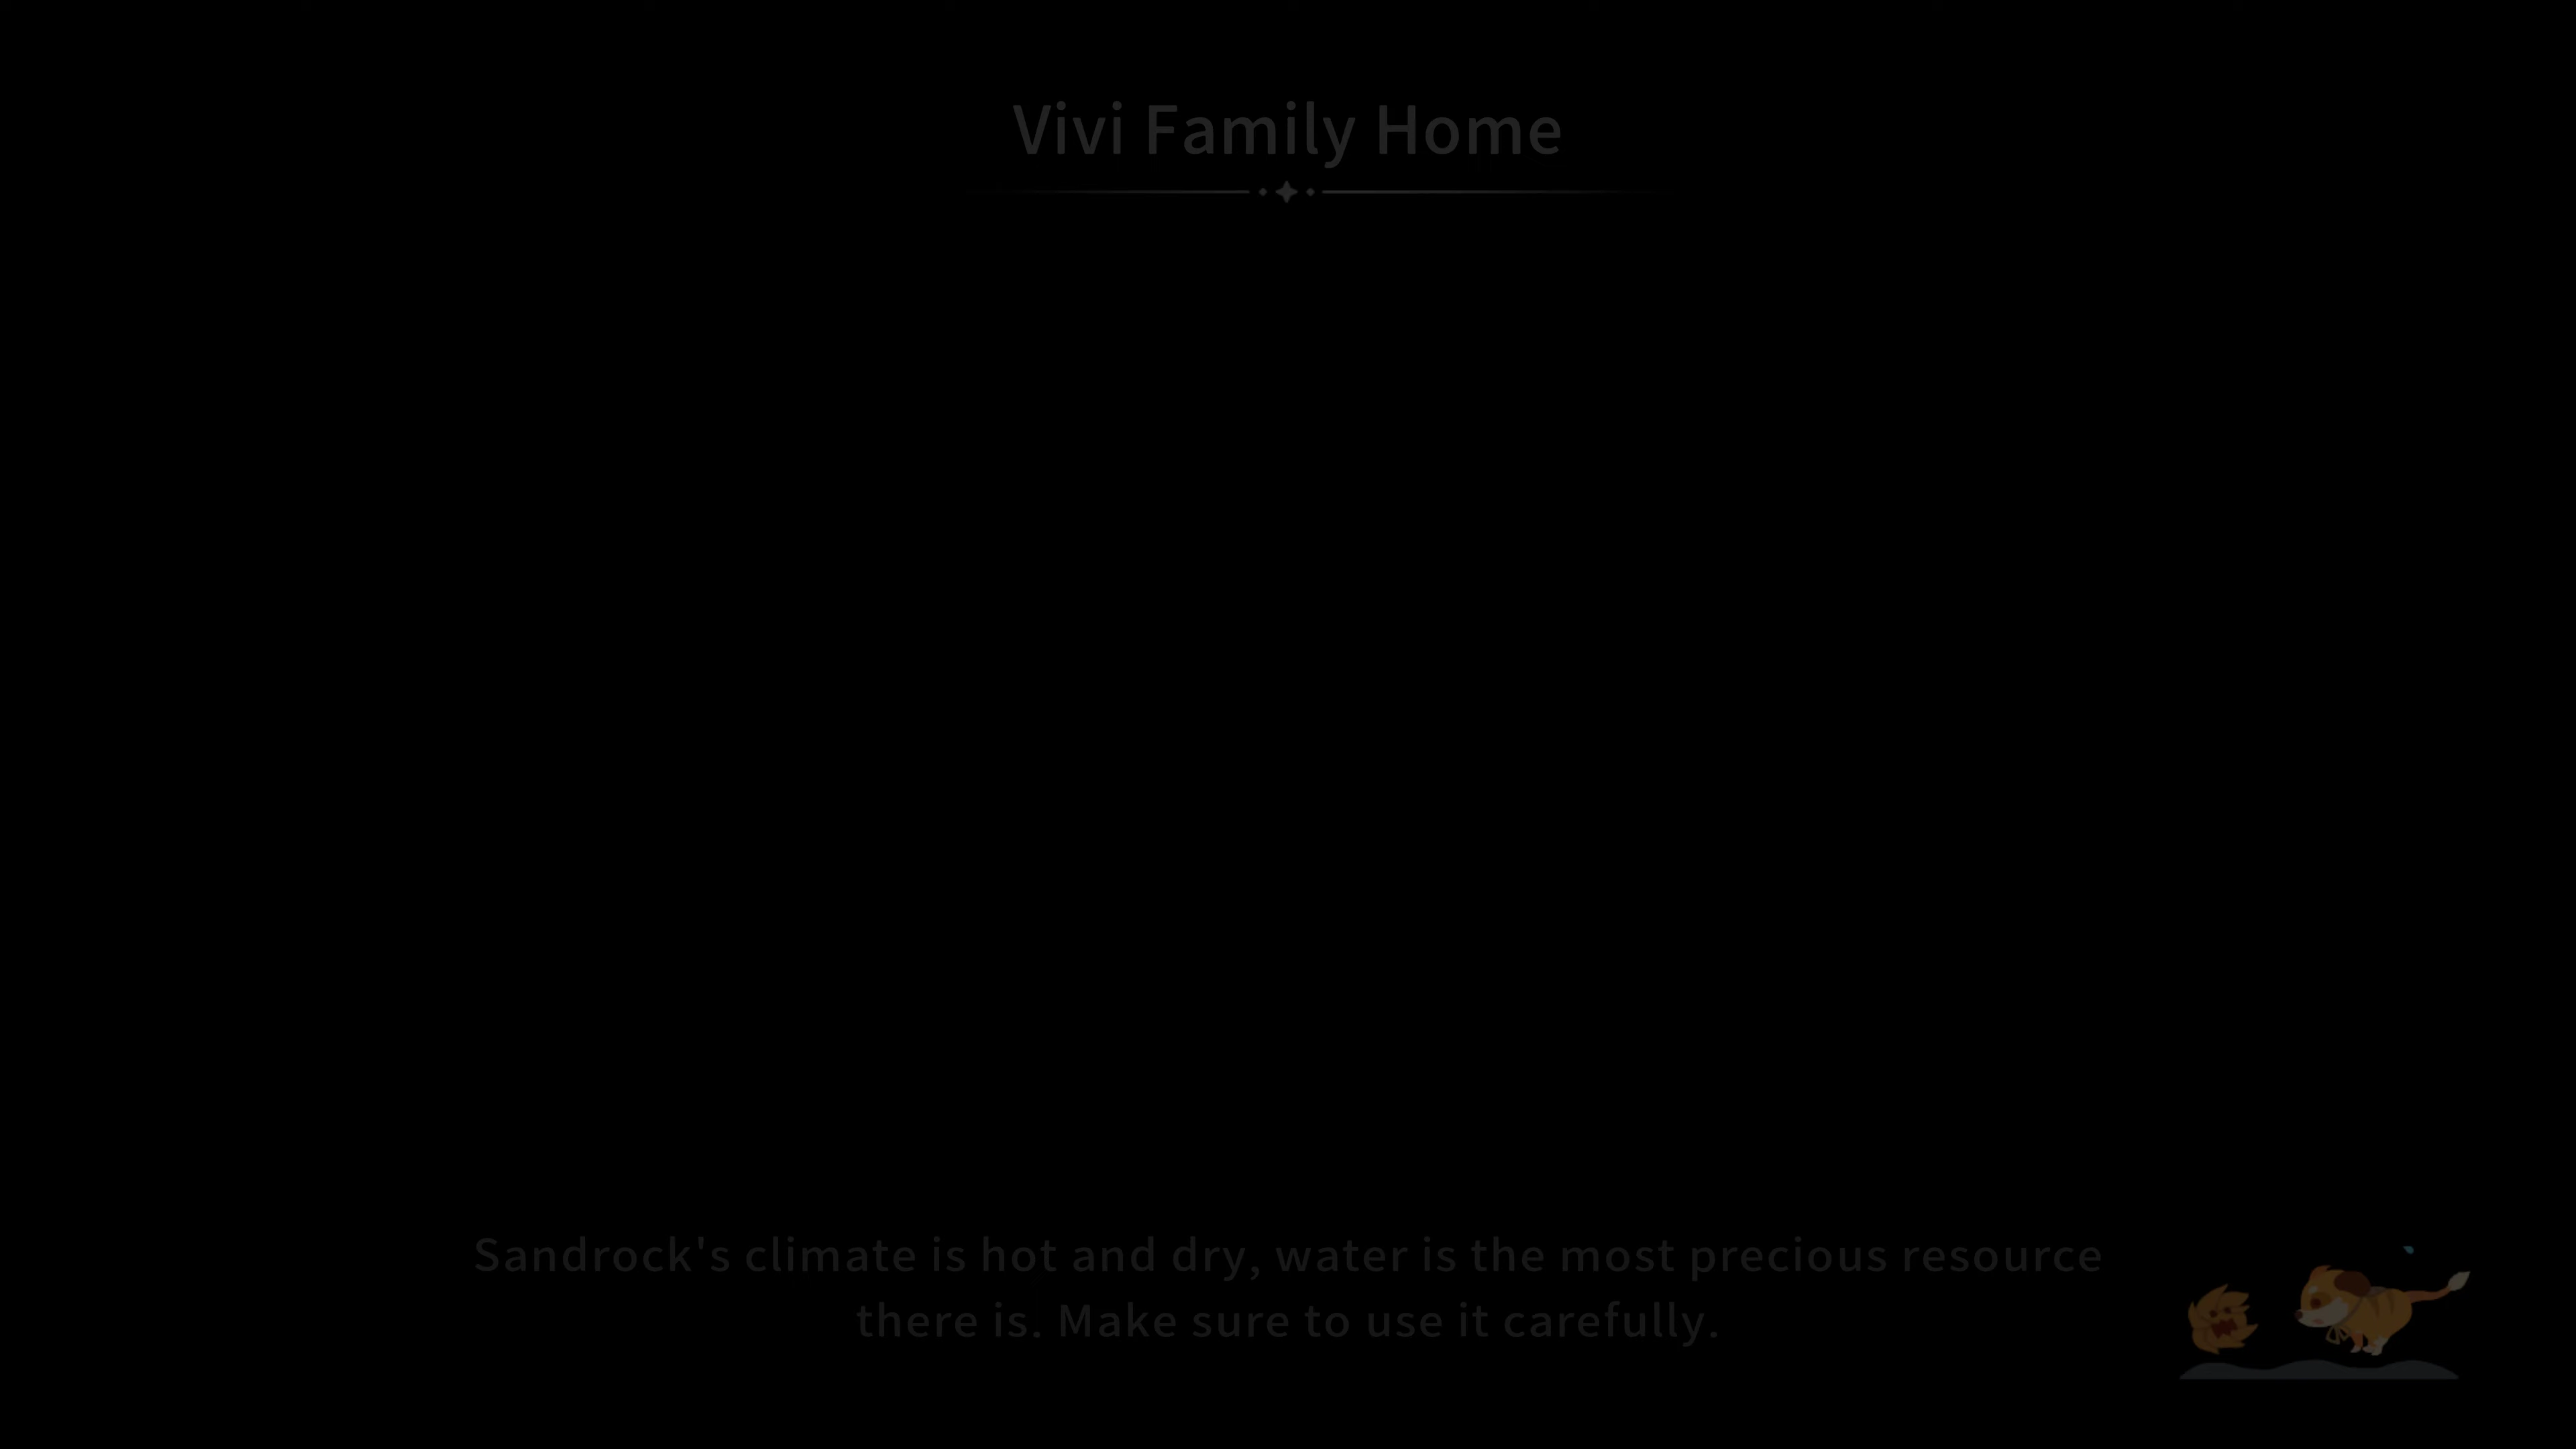 Vivi Family Home
Sandrock's climate is hot and dry, water is the most precious resource
there is. Make sure to use it carefully.